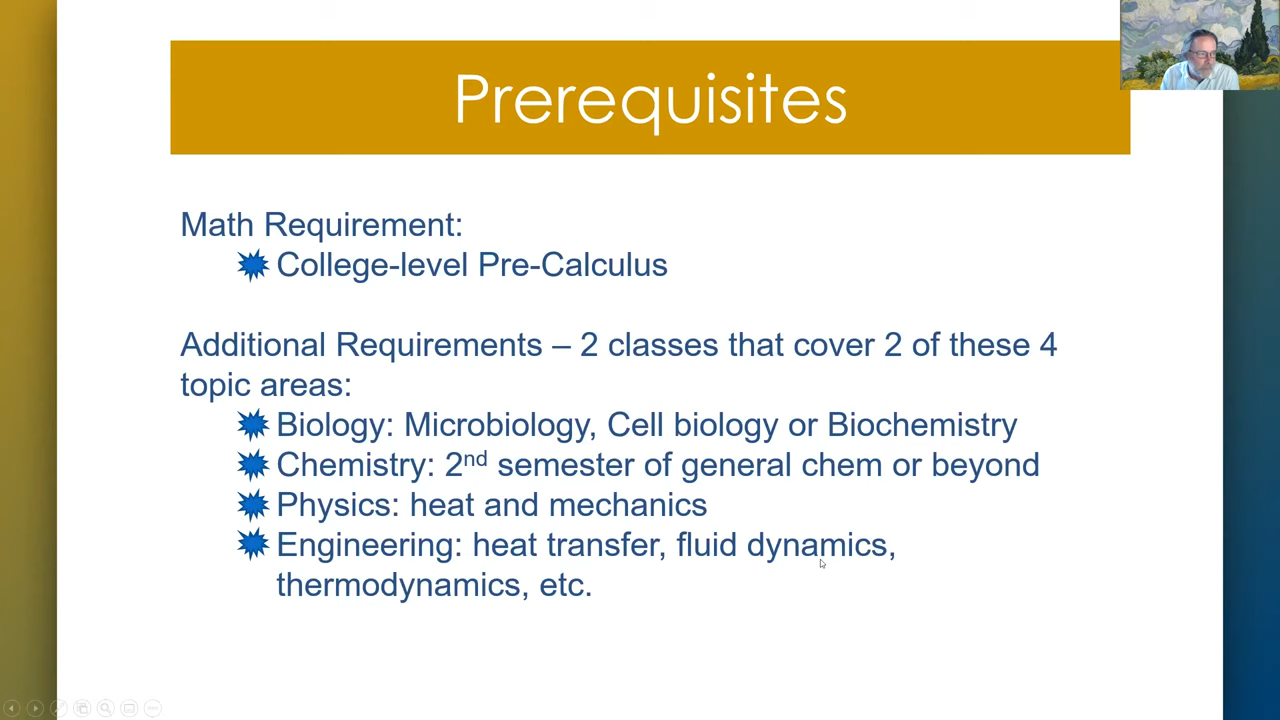 Prerequisites
Math Requirement:
College-level Pre-Calculus
Additional Requirements – 2 classes that cover 2 of these 4
topic areas:
Biology: Microbiology, Cell biology or Biochemistry
Chemistry: 2nd semester of general chem or beyond
Physics: heat and mechanics
Engineering: heat transfer, fluid dynamics,
thermodynamics, etc.